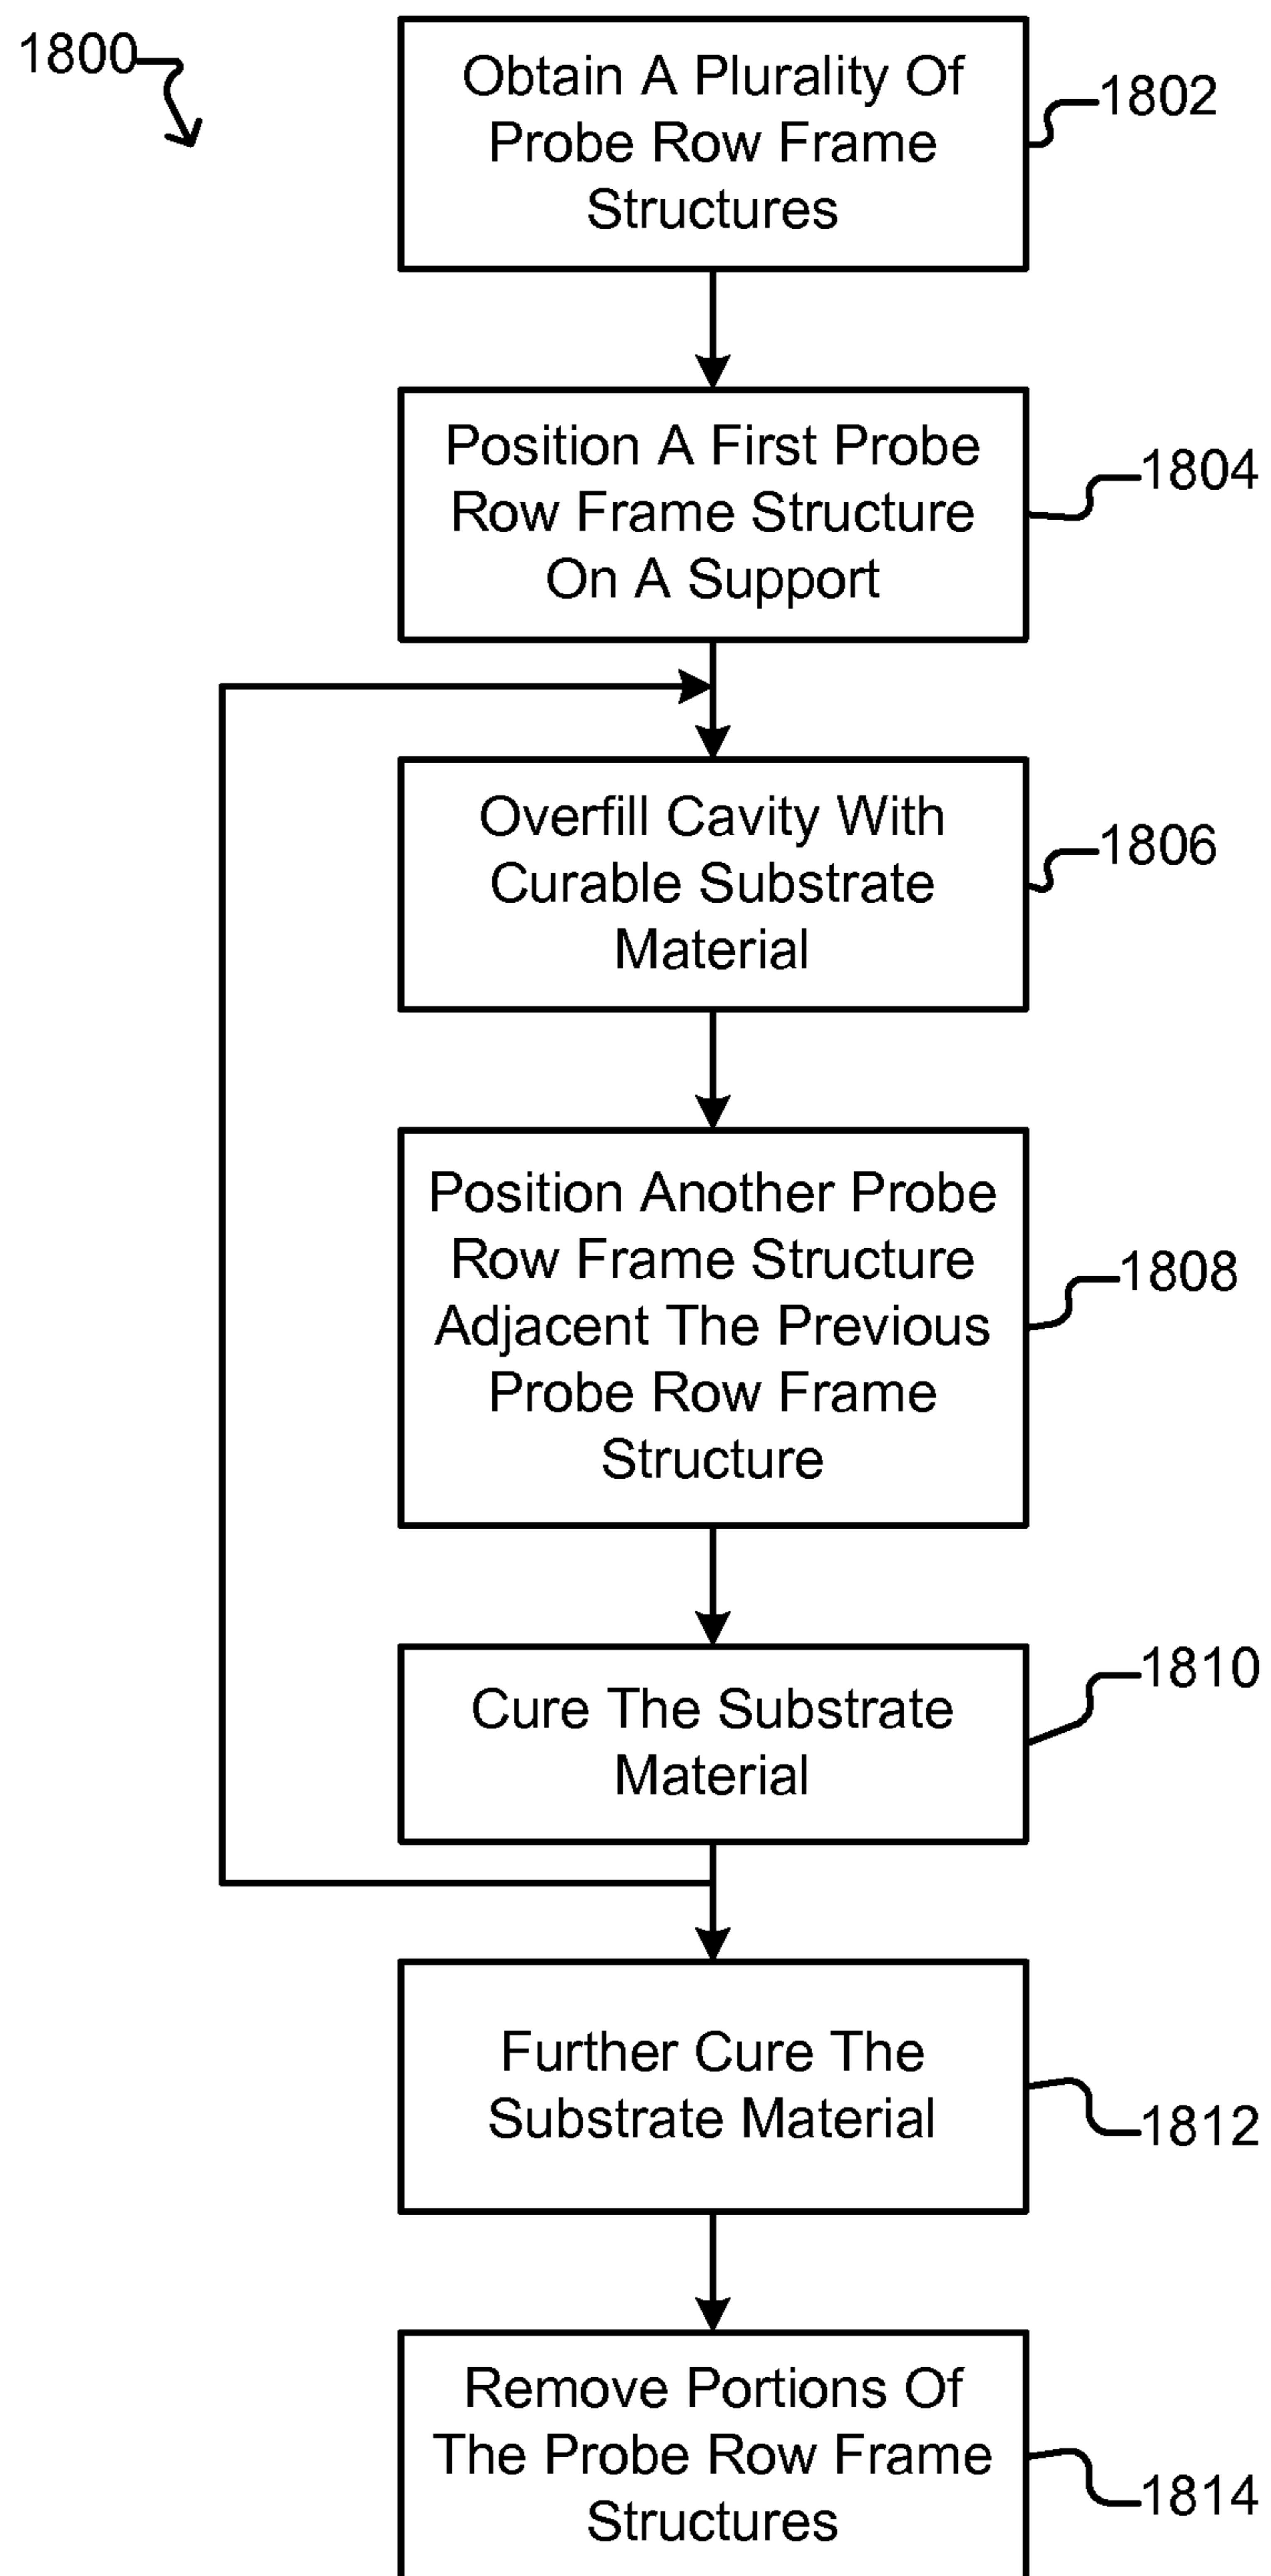 1800
Obtain A Plurality Of
Probe Row Frame
Structures
1802
Position A First Probe
Row Frame Structure
On A Support
1804
Overfill Cavity With
Curable Substrate
Material
1806
Position Another Probe
Row Frame Structure
Adjacent The Previous
Probe Row Frame
Structure
1808
Cure The Substrate
Material
1810
Further Cure The
Substrate Material
1812
Remove Portions Of
The Probe Row Frame
Structures
1814